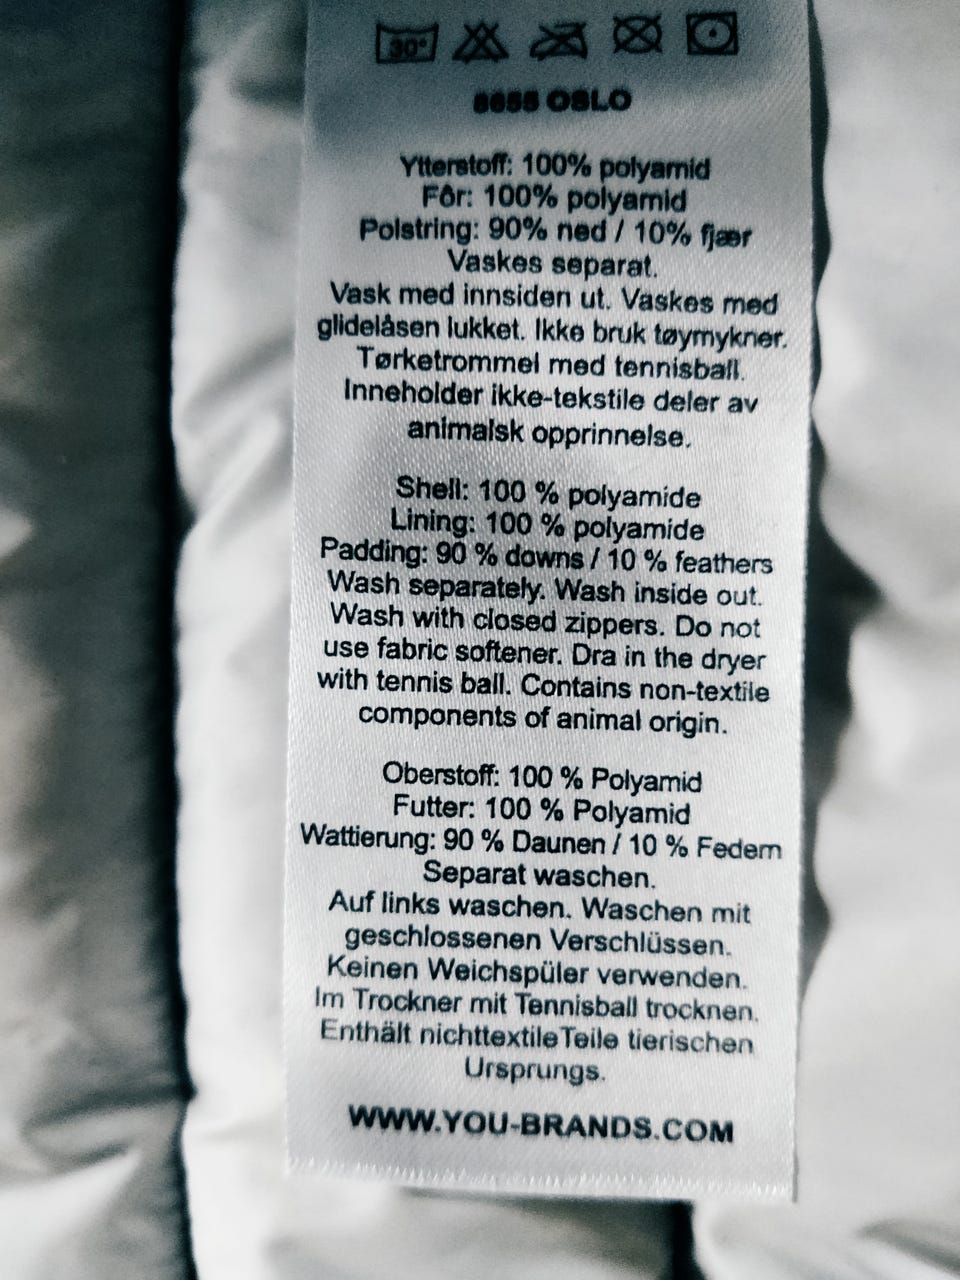 30°
OSLO
Ytterstoff: 100% polyamid
Fôr: 100% polyamid
Polstring: 90% ned / 10% fjær
Vaskes separat.
Vask med innsiden ut. Vaskes med
glidelåsen lukket. Ikke bruk tøymykner.
Tørketrommel med tennisball.
Inneholder ikke-tekstile deler av
animalsk opprinnelse.
Shell: 100 % polyamide
Lining: 100 % polyamide
Padding: 90 % downs / 10 % feathers
Wash separately. Wash inside out.
Wash with closed zippers. Do not
use fabric softener. Dra in the dryer
with tennis ball. Contains non-textile
components of animal origin.
Oberstoff: 100 % Polyamid
Futter: 100 % Polyamid
Wattierung: 90 % Daunen / 10 % Federn
Separat waschen.
Auf links waschen. Waschen mit
geschlossenen Verschlüssen.
Keinen Weichspüler verwenden.
Im Trockner mit Tennisball trocknen.
Enthält nichttextile Teile tierischen
Ursprungs.
WWW.YOU-BRANDS.COM